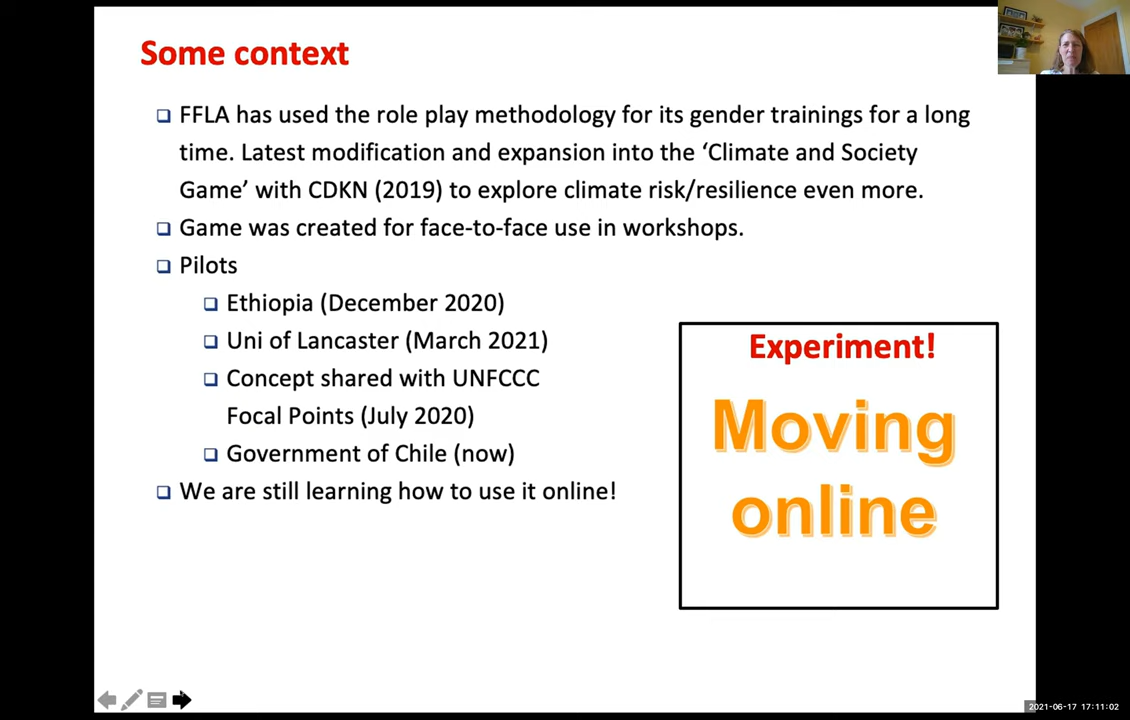 Some context
FFLA has used the role play methodology for its gender trainings for a long
time. Latest modification and expansion into the ‘Climate and Society
Game’ with CDKN (2019) to explore climate risk/resilience even more.
Game was created for face-to-face use in workshops.
Pilots
Ethiopia (December 2020)
Uni of Lancaster (March 2021)
Concept shared with UNFCCC
Focal Points (July 2020)
Government of Chile (now)
We are still learning how to use it online!
Experiment!
Moving
online
2021-06-17 17:11:02